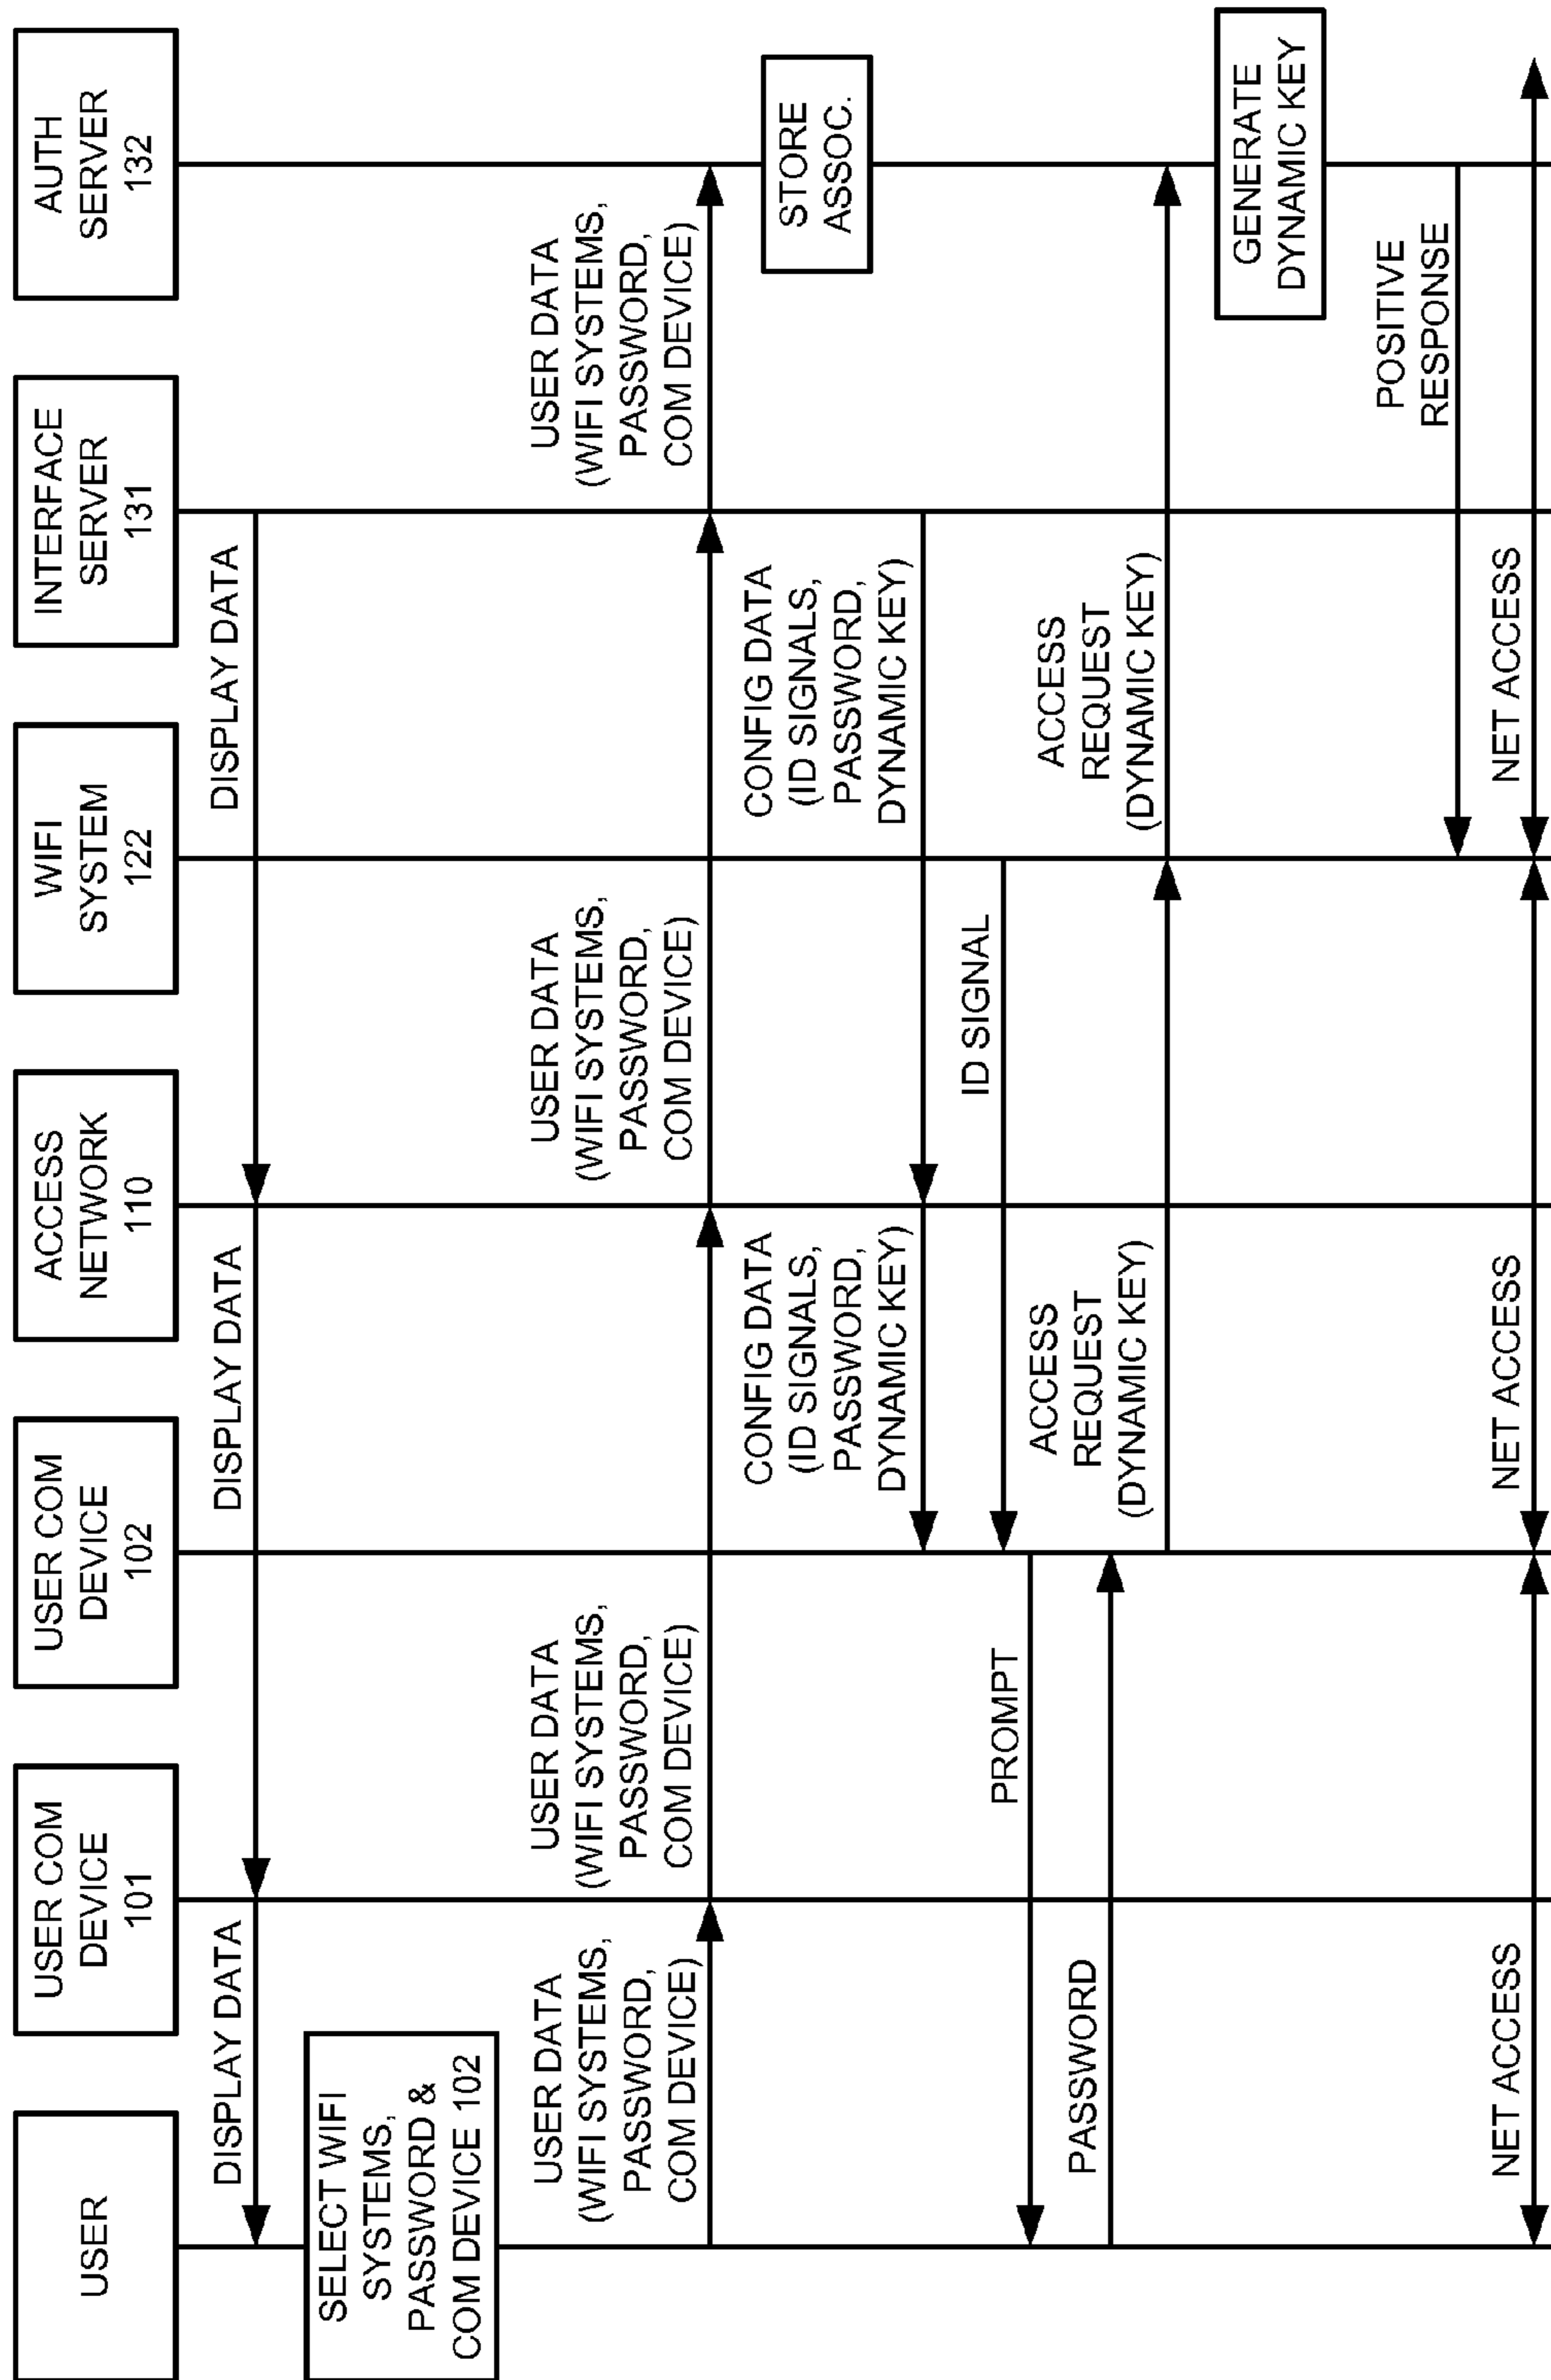 USER
USER COM
DEVICE
101
USER COM
DEVICE
102
ACCESS
NETWORK
110
WIFI
SYSTEM
122
INTERFACE
SERVER
131
AUTH
SERVER
132
DISPLAY DATA
DISPLAY DATA
DISPLAY DATA
SELECT WIFI
SYSTEMS,
PASSWORD &
COM DEVICE 102
USER DATA
(WIFI SYSTEMS,
PASSWORD,
COM DEVICE)
USER DATA
(WIFI SYSTEMS,
PASSWORD,
COM DEVICE)
USER DATA
(WIFI SYSTEMS,
PASSWORD,
COM DEVICE)
USER DATA
(WIFI SYSTEMS,
PASSWORD,
COM DEVICE)
STORE
ASSOC.
CONFIG DATA
(ID SIGNALS,
PASSWORD,
DYNAMIC KEY)
CONFIG DATA
(ID SIGNALS,
PASSWORD,
DYNAMIC KEY)
ID SIGNAL
PROMPT
PASSWORD
ACCESS
REQUEST
(DYNAMIC KEY)
ACCESS
REQUEST
(DYNAMIC KEY)
GENERATE
DYNAMIC KEY
POSITIVE
RESPONSE
NET ACCESS
NET ACCESS
NET ACCESS